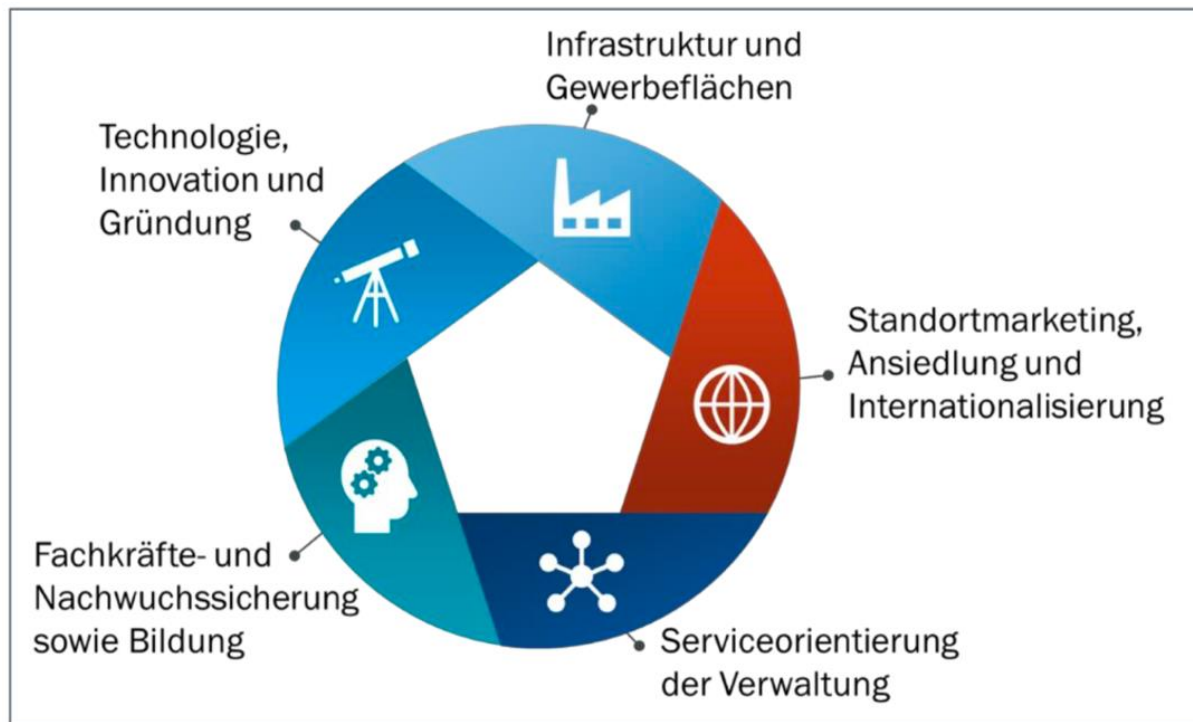 Infrastruktur und
Gewerbeflächen
Technologie,
Innovation und
Gründung
Standortmarketing,
Ansiedlung und
Internationalisierung
Fachkräfte- und
Nachwuchssicherung
sowie Bildung
Serviceorientierung
der Verwaltung